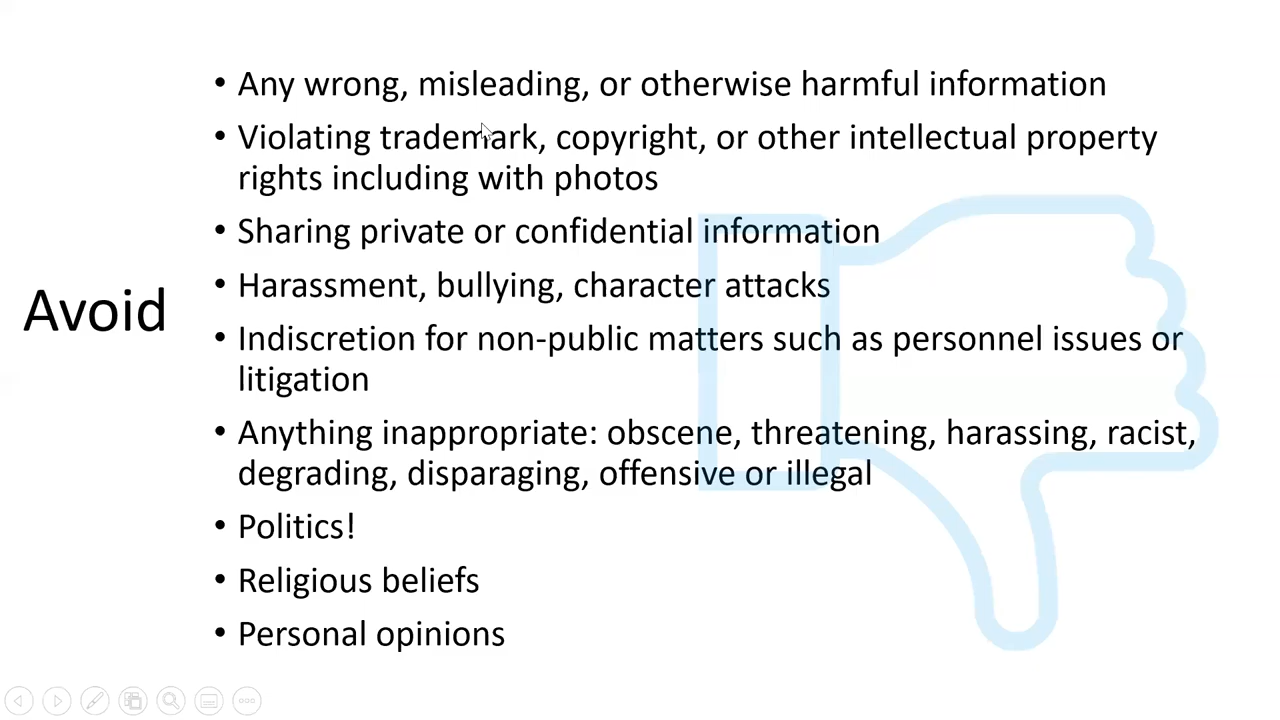 Avoid
• Any wrong, misleading, or otherwise harmful information
• Violating trademark, copyright, or other intellectual property
rights including with photos
• Sharing private or confidential information
• Harassment, bullying, character attacks
• Indiscretion for non-public matters such as personnel issues or
litigation
• Anything inappropriate: obscene, threatening, harassing, racist,
degrading, disparaging, offensive or illegal
• Politics!
• Religious beliefs
• Personal opinions